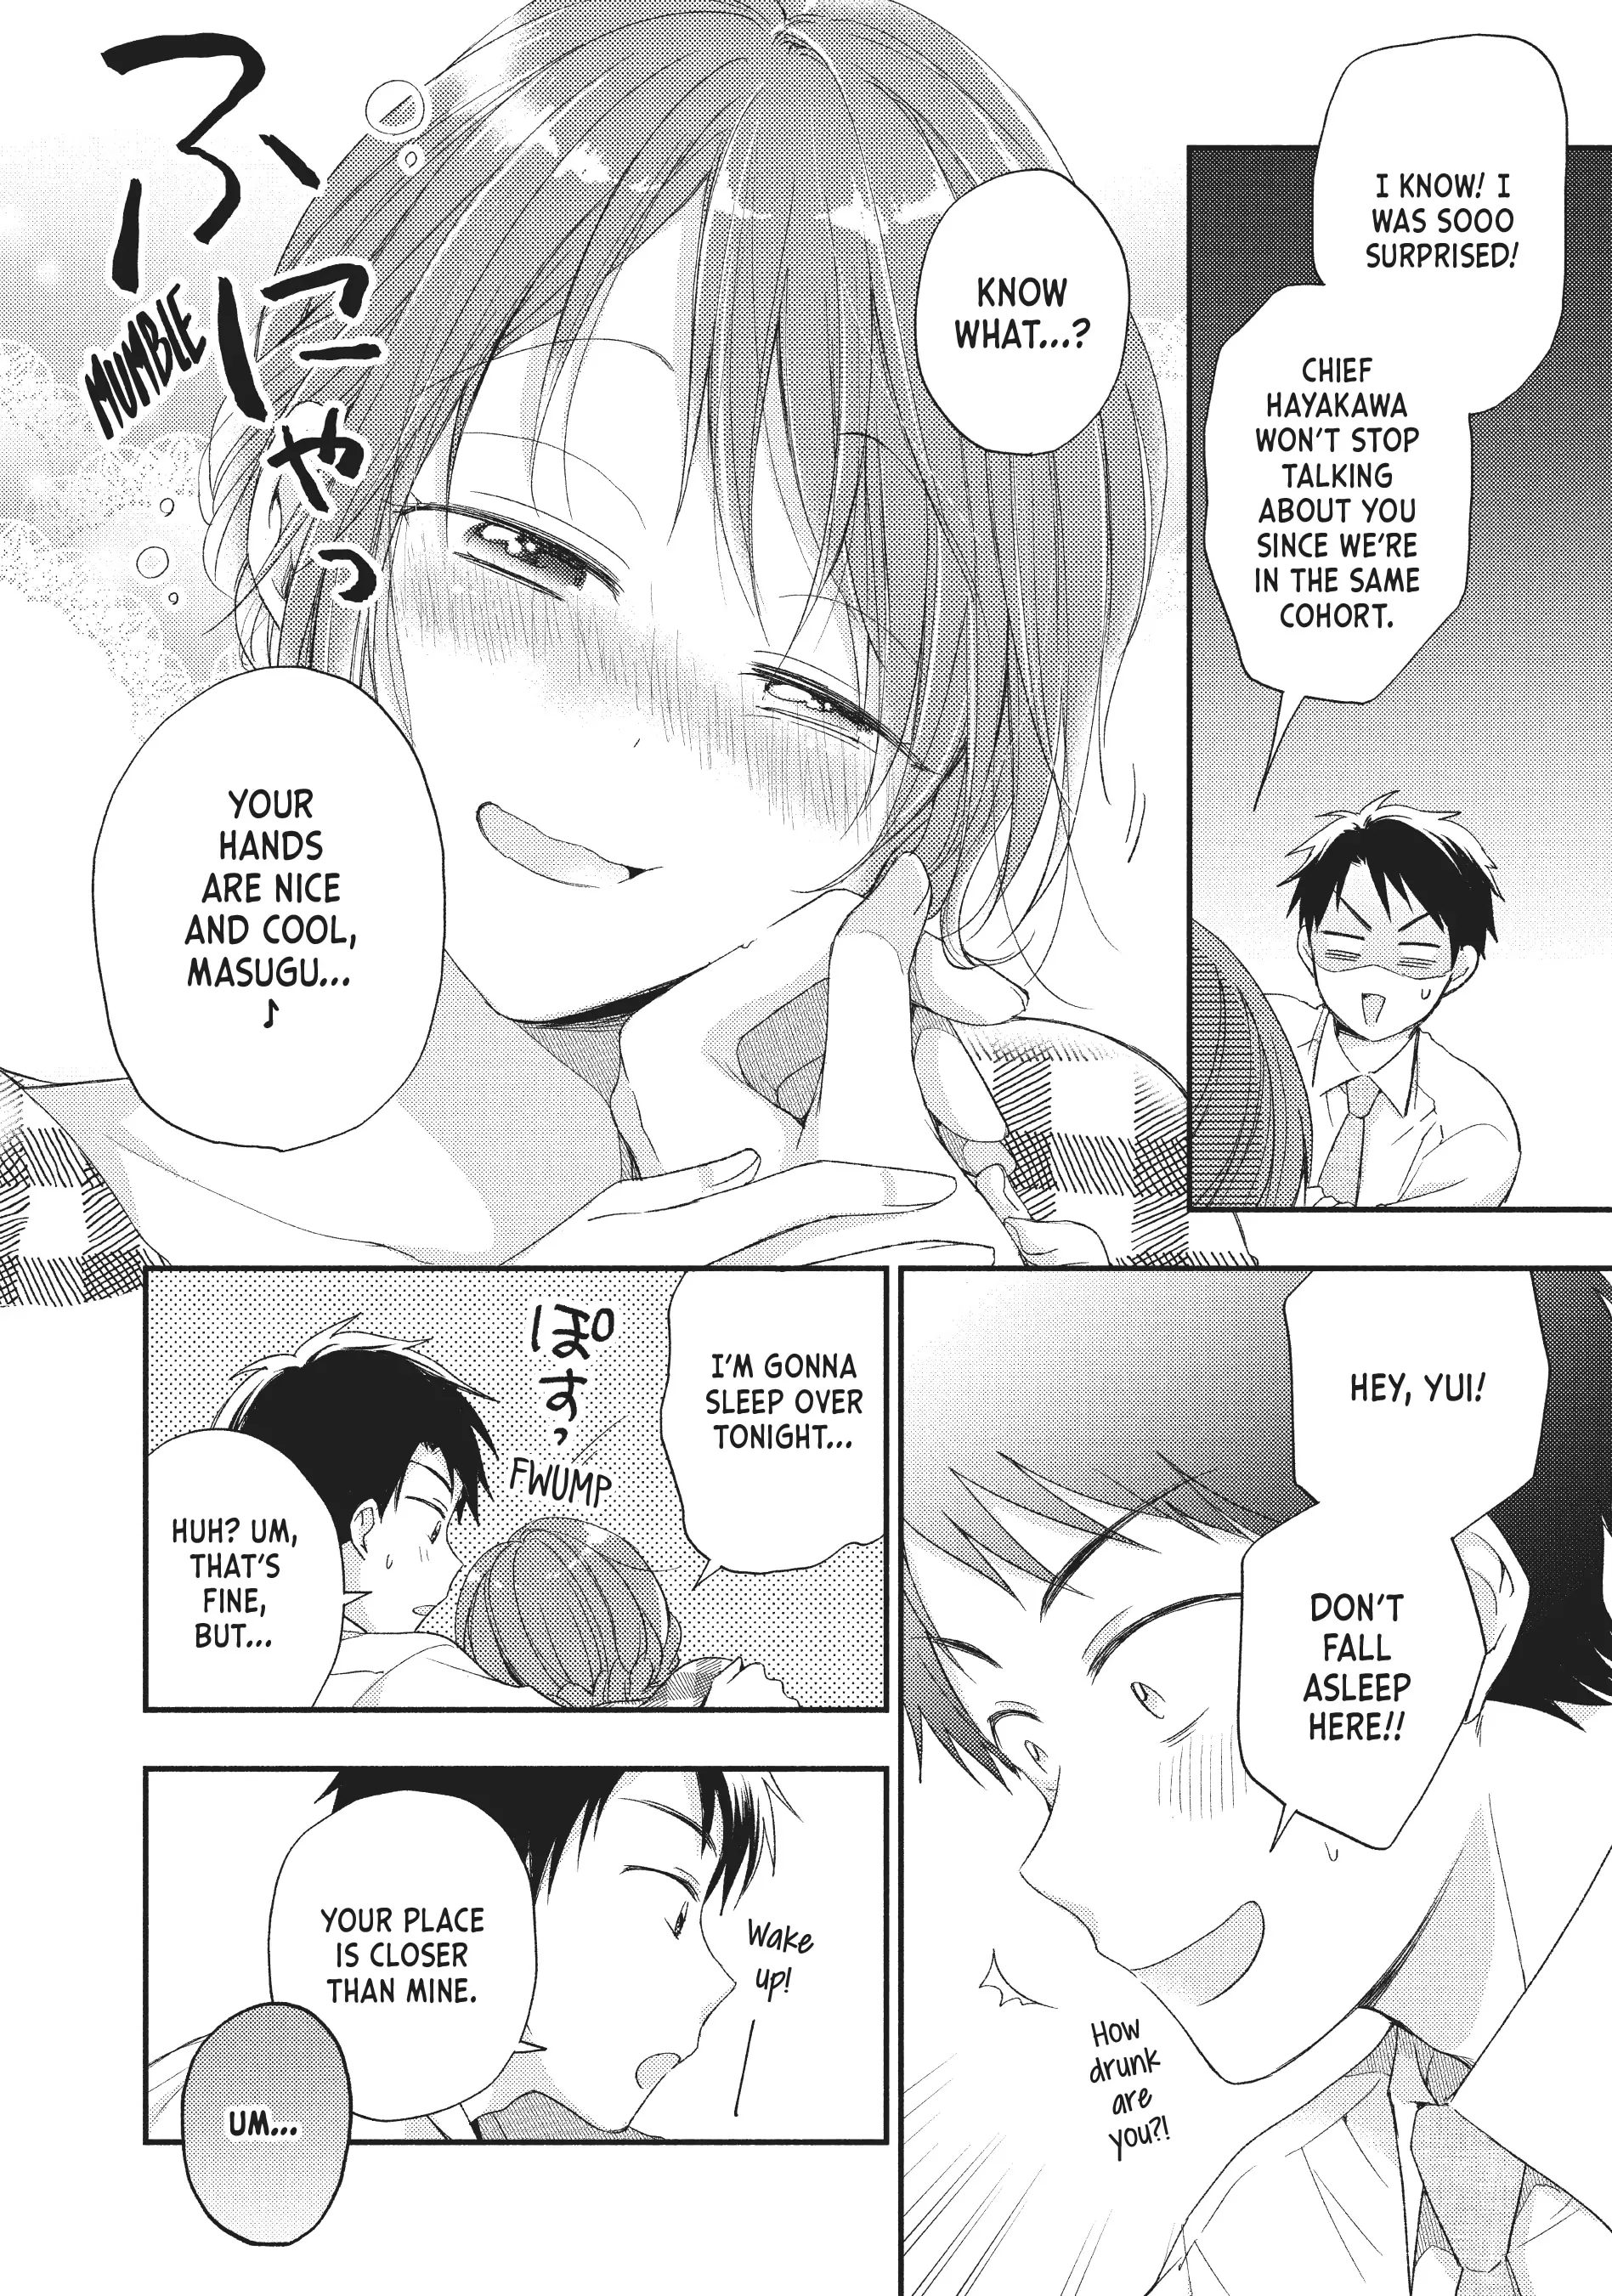 I KNOW! I
WAS SOOO
SURPRISED!
CHIEF
HAYAKAWA
WON'T STOP
TALKING
ABOUT YOU
SINCE WE'RE
IN THE SAME
COHORT.
KNOW
WHAT...?
ふにゃっ
MUMBLE
YOUR
HANDS
ARE NICE
AND COOL,
MASUGU...
♪
HEY, YUI!
DON'T
FALL
ASLEEP
HERE!!
How
drunk
are
you?!
I'M GONNA
SLEEP OVER
TONIGHT...
ぽすっ
FWUMP
HUH? UM,
THAT'S
FINE,
BUT...
Wake
up!
YOUR PLACE
IS CLOSER
THAN MINE.
UM...